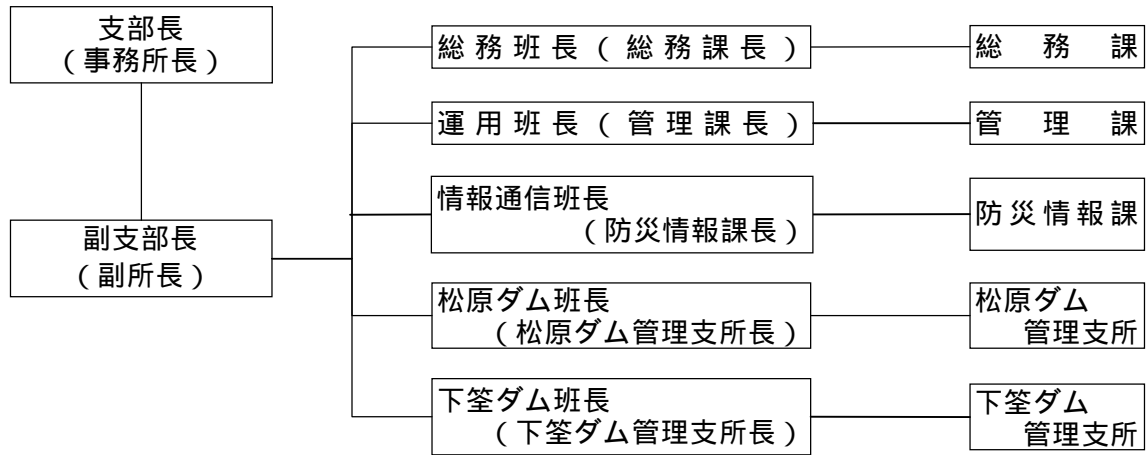 支部長
(事務所長)
副支部長
(副所長)
総務班長(総務課長)
総務課
運用班長(管理課長)
管理課
情報通信班長
(防災情報課長)
防災情報課
松原ダム班長
(松原ダム管理支所長)
松原ダム
管理支所
下筌ダム班長
(下筌ダム管理支所長)
下筌ダム
管理支所